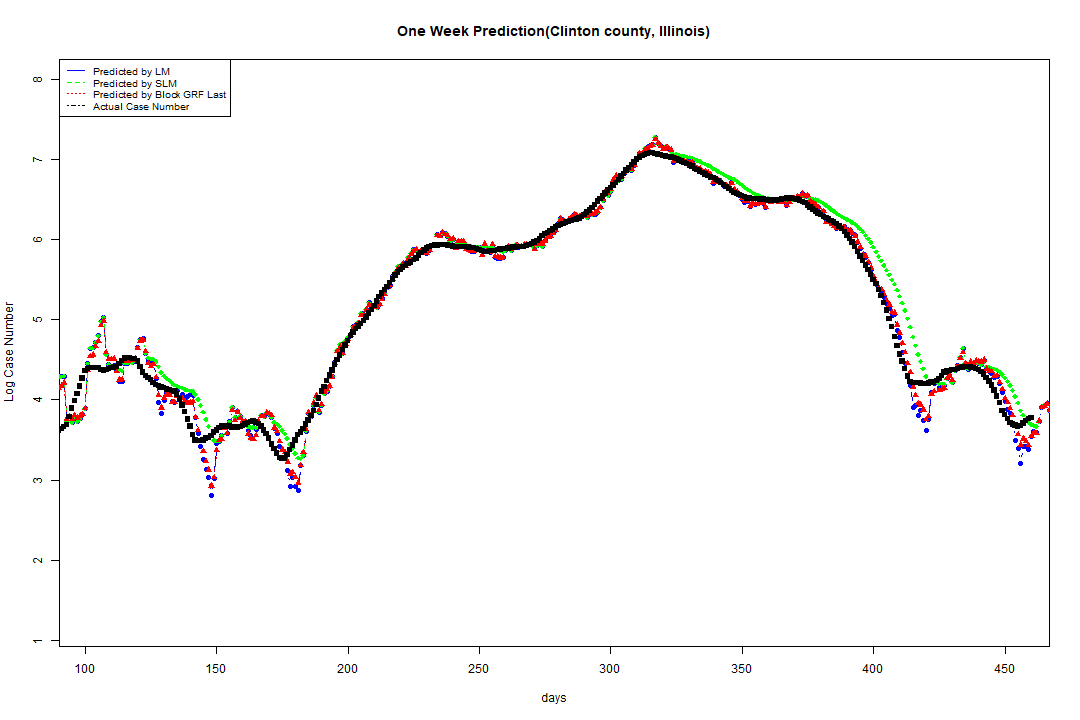 One Week Prediction(Clinton county, Illinois)
Predicted by LM
Predicted by SLM
Predicted by Block GRF Last
Actual Case Number
8
7
6
5
4
3
2
1
Log Case Number
100 150 200 250 300 350 400 450
days